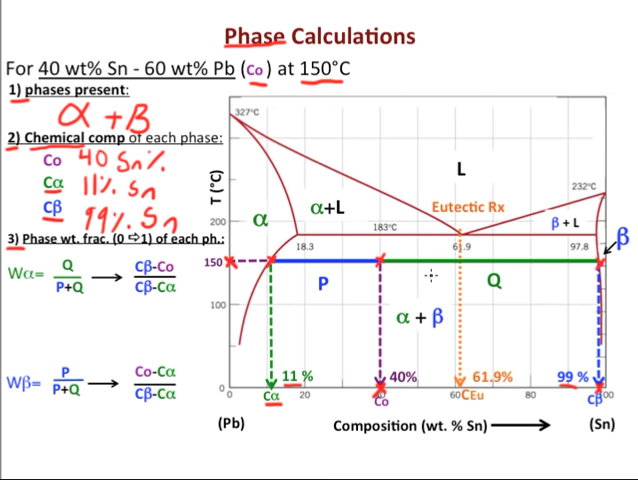 Phase Calculations
For 40 wt% Sn - 60 wt% Pb (Co) at 150°C
1) phases present:
α + β
2) Chemical comp of each phase:
Co 40 Sn%
Cα 11% Sn
Cβ 99% Sn
3) Phase wt. frac. (0 ⇨1) of each ph.:
Wα= Q/P+Q → Cβ-Co/Cβ-Cα
Wβ= P/P+Q → Co-Cα/Cβ-Cα
T (°C)
327°C
L
232°C
α
α+L
Eutectic Rx
β + L
β
200
183°C
18.3
61.9
97.8
150
P
Q
100
α + β
11 %
40%
61.9%
99 %
0
0
20
60
80
00
Cα
Co
CEu
Cβ
(Pb)
Composition (wt. % Sn)
(Sn)